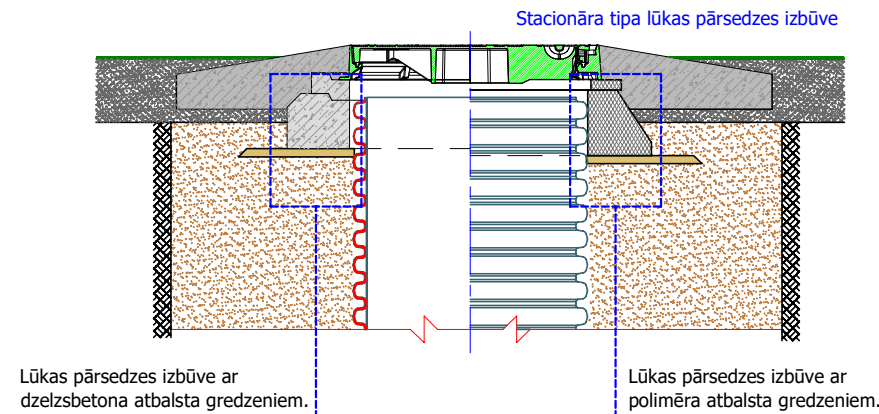 Stacionāra tipa lūkas pārsedzes izbūve
Lūkas pārsedzes izbūve ar
dzelzsbetona atbalsta gredzeniem.
Lūkas pārsedzes izbūve ar
polimēra atbalsta gredzeniem.